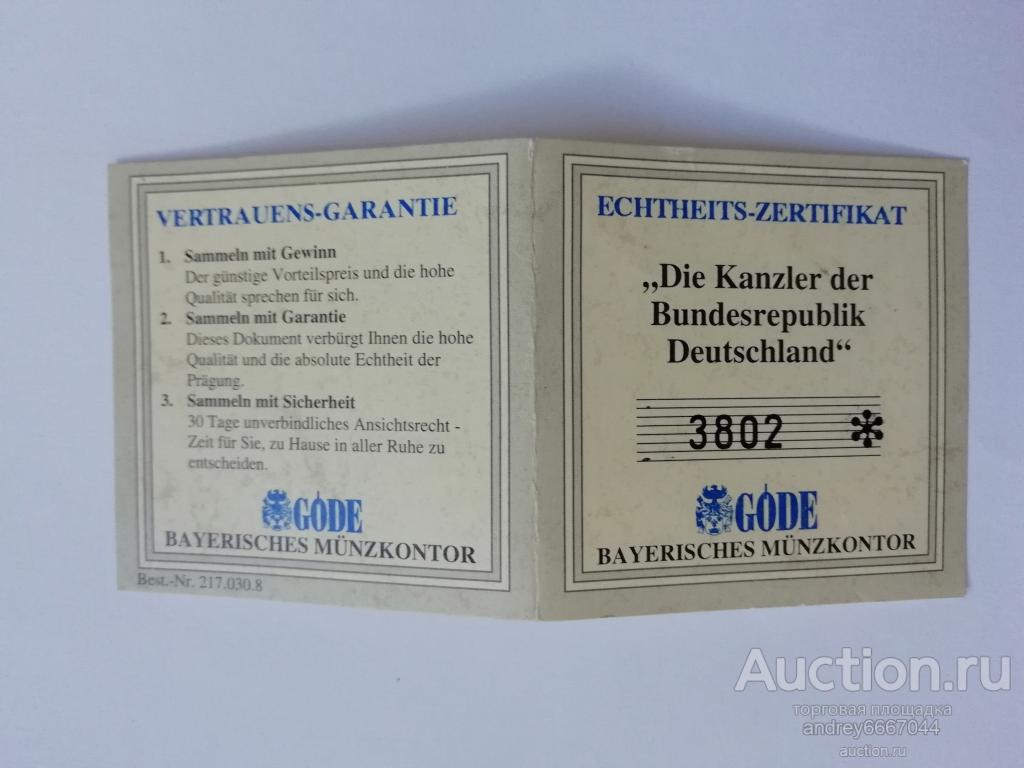 VERTRAUENS-GARANTIE
1. Sammeln mit Gewinn
Der günstige Vorteilspreis und die hohe
Qualität sprechen für sich.
2. Sammeln mit Garantie
Dieses Dokument verbürgt Ihnen die hohe
Qualität und die absolute Echtheit der
Prägung.
3. Sammeln mit Sicherheit
30 Tage unverbindliches Ansichtsrecht -
Zeit für Sie, zu Hause in aller Ruhe zu
entscheiden.
GÖDE
BAYERISCHES MÜNZKONTOR
Best.-Nr. 217.030.8
ECHTHEITS-ZERTIFIKAT
„Die Kanzler der
Bundesrepublik
Deutschland“
3802 *
GÖDE
BAYERISCHES MÜNZKONTOR
Auction.ru
торговая площадка
andrey6667044
auction.ru